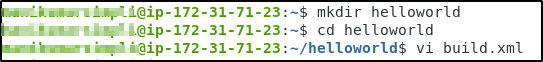 @ip-172-31-71-23:~$ mkdir helloworld
@ip-172-31-71-23:~$ cd helloworld
@ip-172-31-71-23:~/helloworld$ vi build.xml